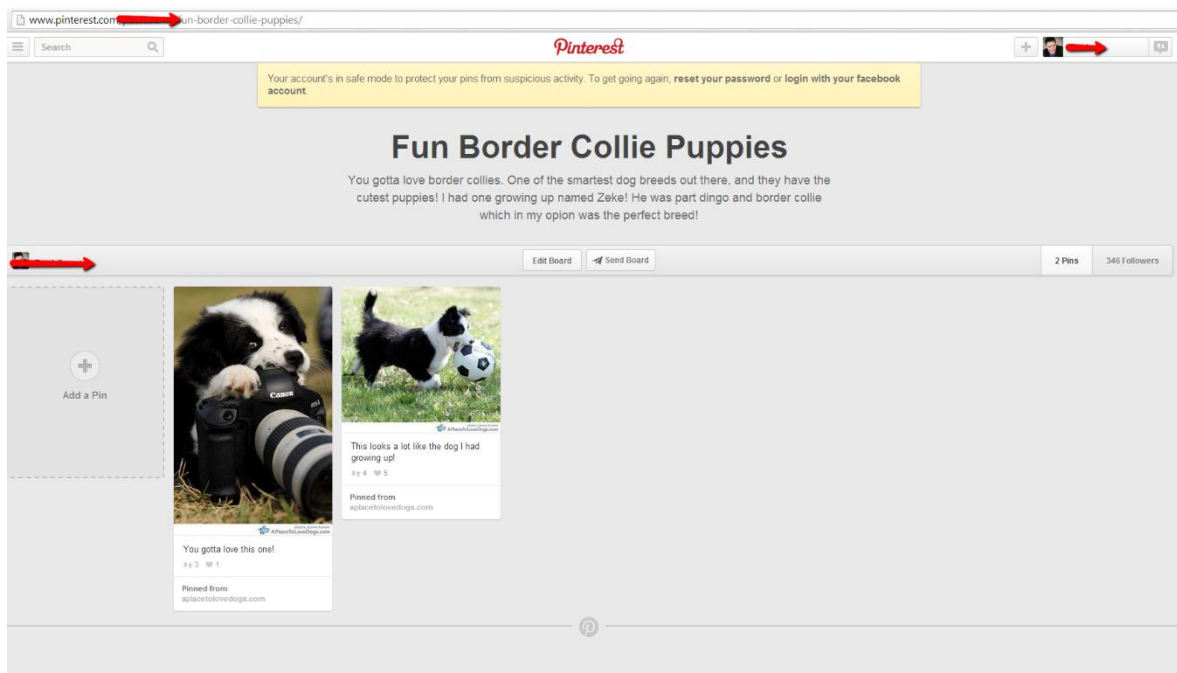 www.pinterest.com fun-border-collie-puppies/
Search
Pinterest
Your account's in safe mode to protect your pins from suspicious activity. To get going again, reset your password or login with your facebook
account.
Fun Border Collie Puppies
You gotta love border collies. One of the smartest dog breeds out there, and they have the
cutest puppies! I had one growing up named Zeke! He was part dingo and border collie
which in my opion was the perfect breed!
Edit Board Send Board 2 Pins 346 Followers
Add a Pin
Canon
APlaceToLoveDogs.com
You gotta love this one!
3 1
Pinned from
aplacetolovedogs.com
APlaceToLoveDogs.com
This looks a lot like the dog I had
growing up!
4 5
Pinned from
aplacetolovedogs.com